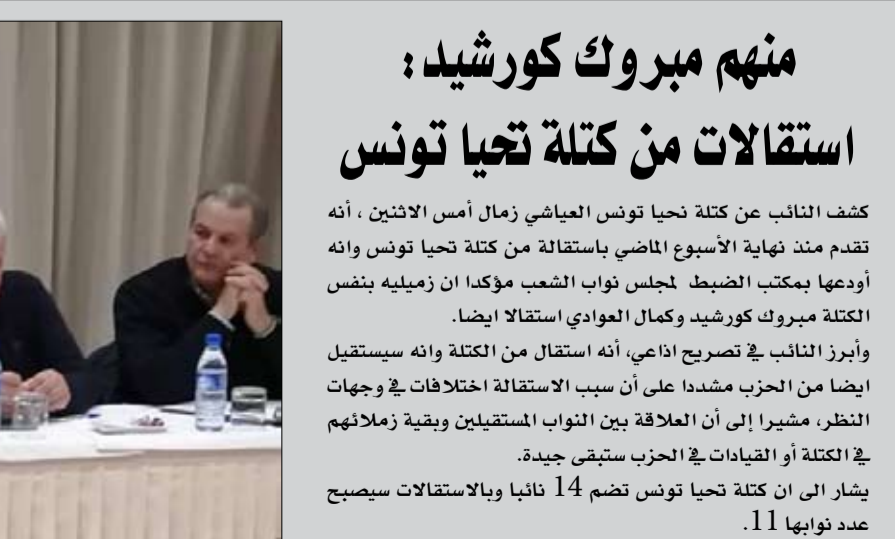 منهم مبروك كورشيد :
استقالات من كتلة تحيا تونس
كشف النائب عن كتلة نحيا تونس العياشي زمال أمس الاثنين ، أنه
تقدم منذ نهاية الأسبوع الماضي باستقالة من كتلة تحيا تونس وانه
أودعها بمكتب الضبط لمجلس نواب الشعب مؤكدا ان زميليه بنفس
الكتلة مبروك كورشيد وكمال العوادي استقالا ايضا.
وأبرز النائب في تصريح اذاعي، أنه استقال من الكتلة وانه سيستقيل
ايضا من الحزب مشددا على أن سبب الاستقالة اختلافات في وجهات
النظر، مشيرا إلى أن العلاقة بين النواب المستقيلين وبقية زملائهم
في الكتلة أو القيادات في الحزب ستبقى جيدة.
يشار الى ان كتلة تحيا تونس تضم 14 نائبا وبالاستقالات سيصبح
عدد نوابها 11.